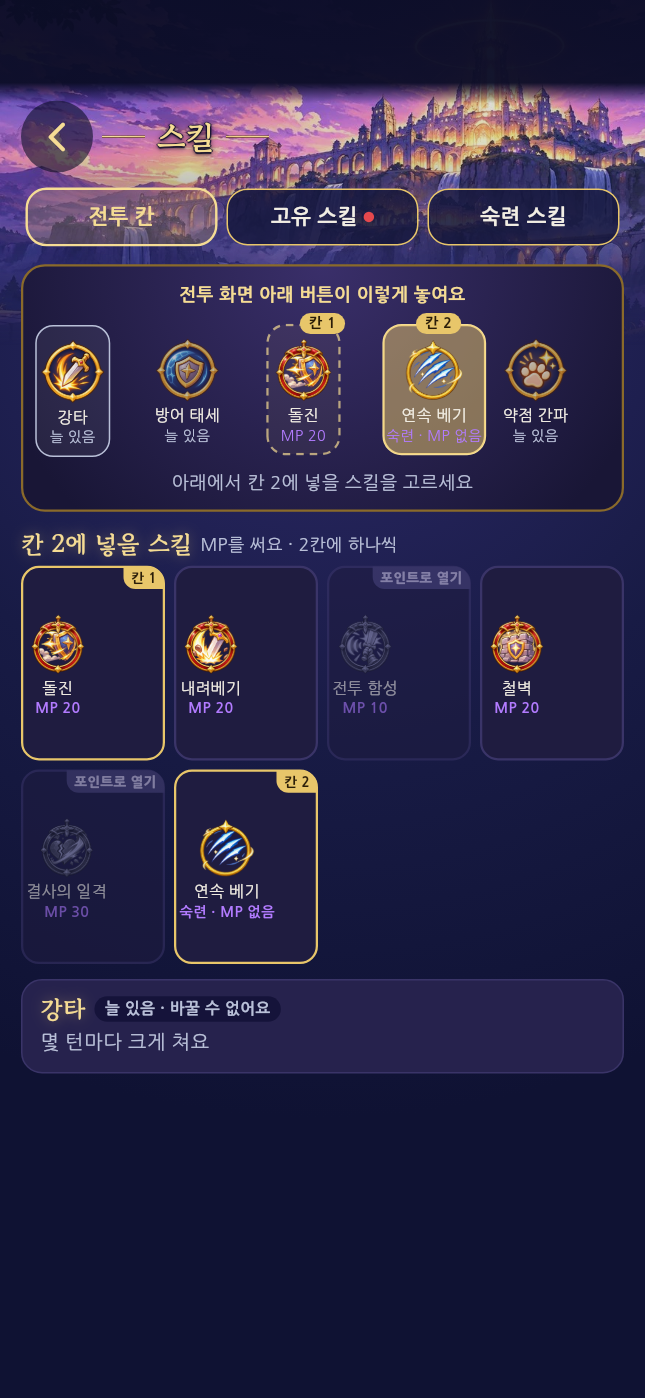 스킬
전투 칸
고유 스킬
숙련 스킬
전투 화면 아래 버튼이 이렇게 놓여요
칸 1
칸 2
강타
방어 태세
돌진
연속 베기
약점 간파
늘 있음
늘 있음
MP 20
숙련 · MP 없음
늘 있음
아래에서 칸 2에 넣을 스킬을 고르세요
칸 2에 넣을 스킬 MP를 써요 · 2칸에 하나씩
칸 1
포인트로 열기
돌진
내려베기
전투 함성
철벽
MP 20
MP 20
MP 10
MP 20
포인트로 열기
칸 2
결사의 일격
연속 베기
MP 30
숙련 · MP 없음
강타 늘 있음 · 바꿀 수 없어요
몇 턴마다 크게 쳐요